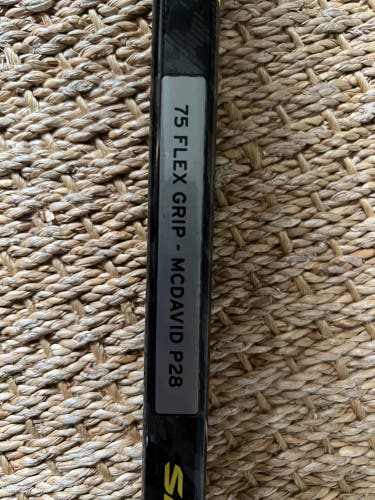 75 FLEX GRIP - MCDAVID P28